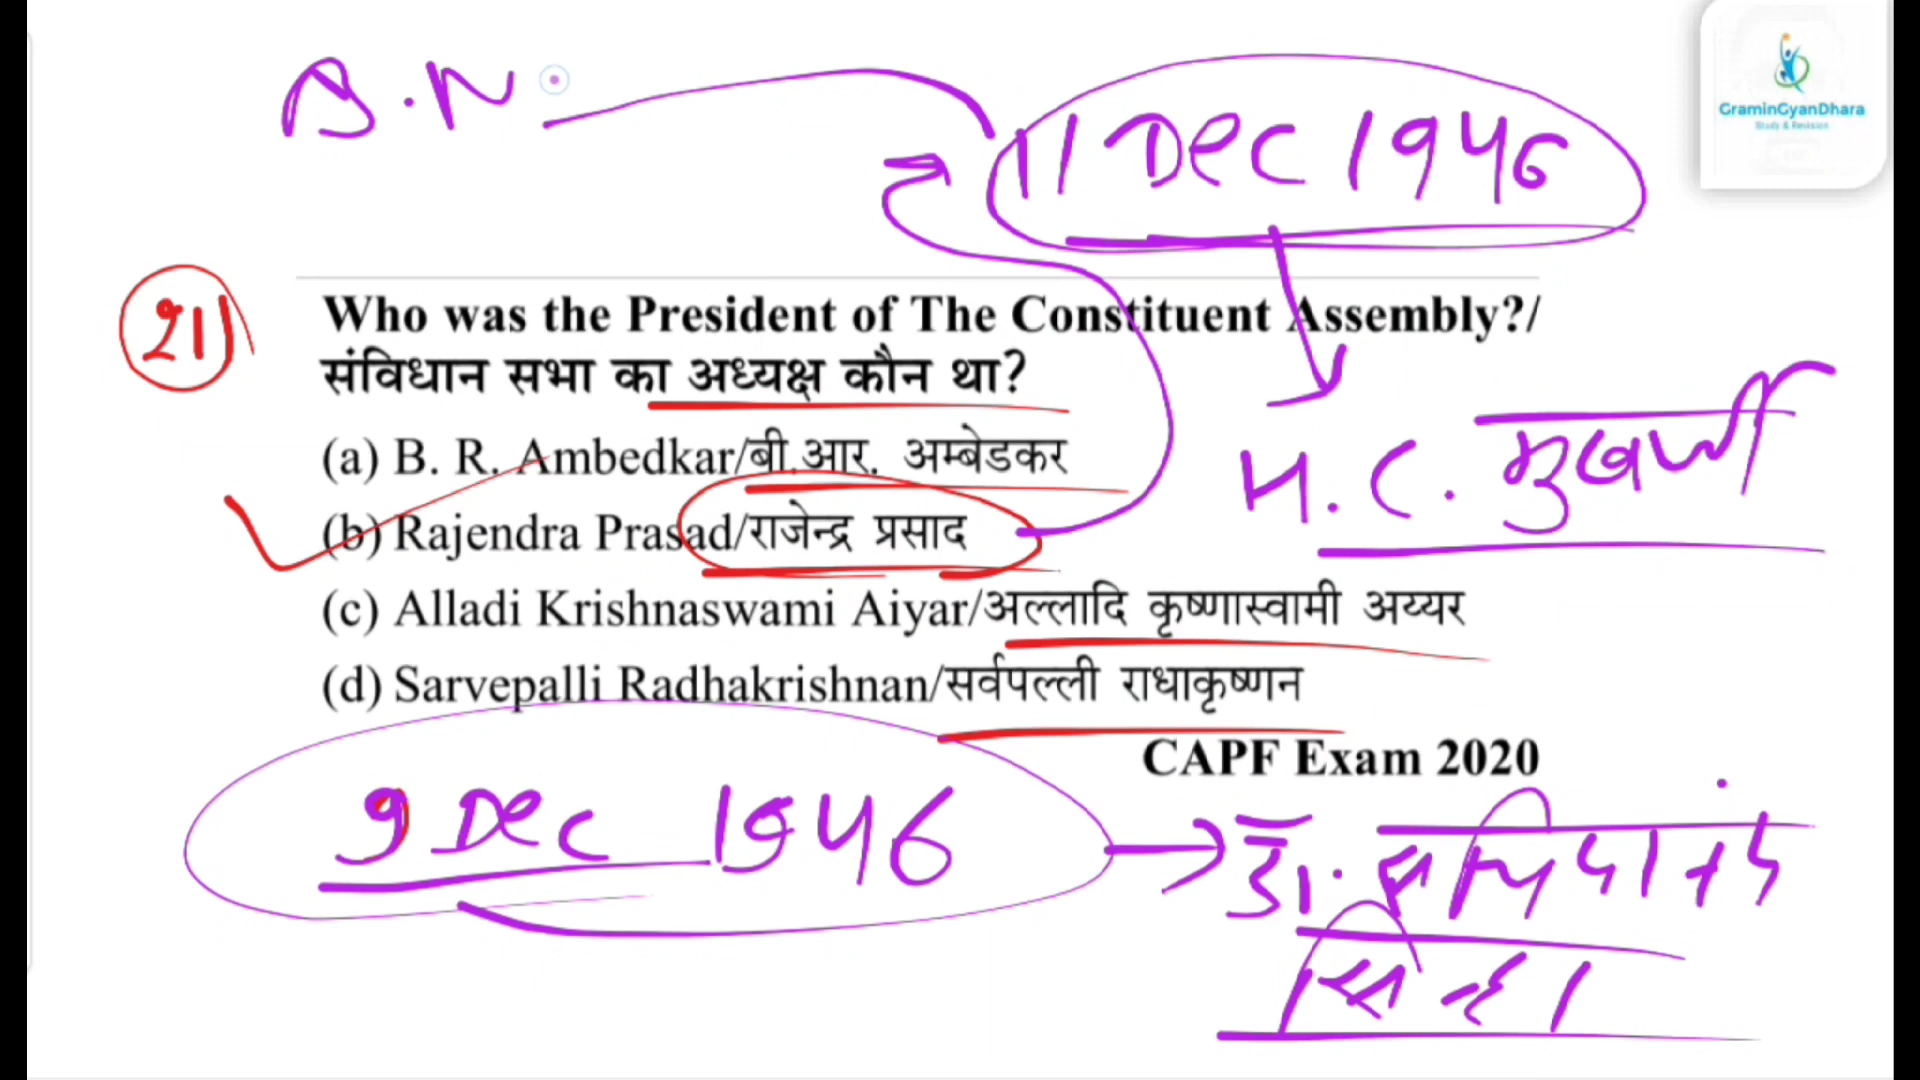 B.N.
11 Dec 1946
GraminGyanDhara
Study & Revision
21)
Who was the President of The Constituent Assembly?/
संविधान सभा का अध्यक्ष कौन था?
(a) B. R. Ambedkar/बी.आर. अम्बेडकर
H.C. मुखर्जी
(b) Rajendra Prasad/राजेन्द्र प्रसाद
(c) Alladi Krishnaswami Aiyar/अल्लादि कृष्णास्वामी अय्यर
(d) Sarvepalli Radhakrishnan/सर्वपल्ली राधाकृष्णन
CAPF Exam 2020
9 Dec 1946
डॉ. सच्चिदानंद
सिन्हा